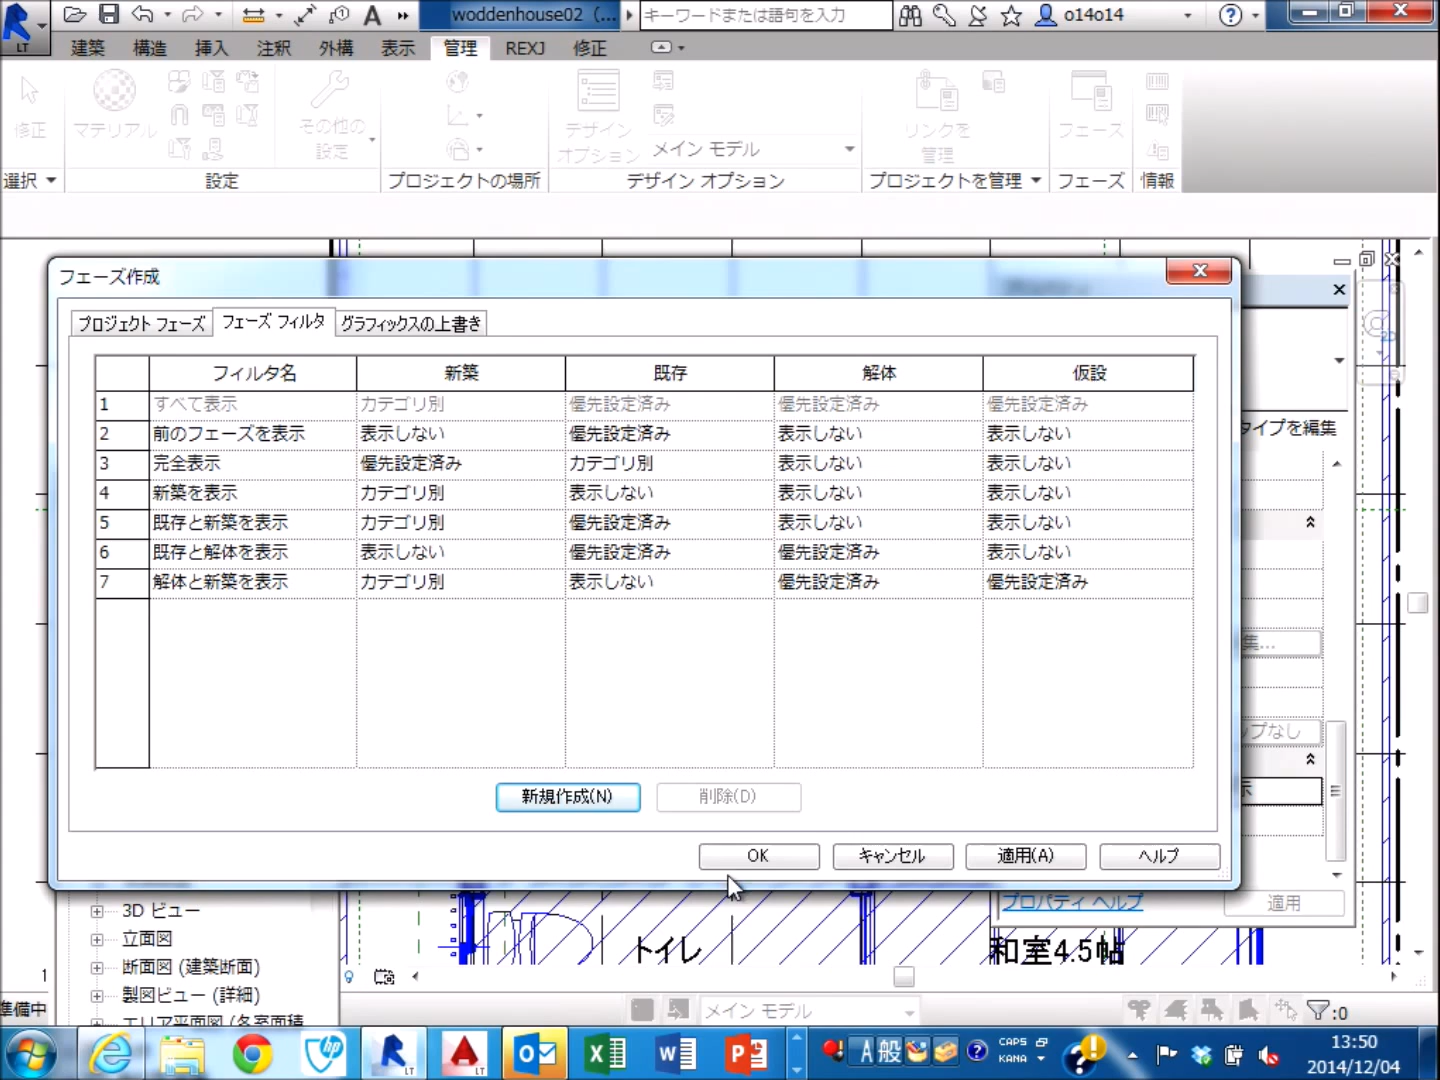 woddenhouse02 (...
キーワードまたは語句を入力
o14o14
LT
建築 構造 挿入 注釈 外構 表示 管理 REXJ 修正
修正
マテリアル
その他の
設定
デザイン
オプション
メイン モデル
リンクを
管理
フェーズ
選択 設定 プロジェクトの場所 デザイン オプション プロジェクトを管理 フェーズ 情報
フェーズ作成
プロジェクト フェーズ フェーズ フィルタ グラフィックスの上書き
フィルタ名 新築 既存 解体 仮設
1 すべて表示 カテゴリ別 優先設定済み 優先設定済み 優先設定済み
2 前のフェーズを表示 表示しない 優先設定済み 表示しない 表示しない
3 完全表示 優先設定済み カテゴリ別 表示しない 表示しない
4 新築を表示 カテゴリ別 表示しない 表示しない 表示しない
5 既存と新築を表示 カテゴリ別 優先設定済み 表示しない 表示しない
6 既存と解体を表示 表示しない 優先設定済み 優先設定済み 表示しない
7 解体と新築を表示 カテゴリ別 表示しない 優先設定済み 優先設定済み
新規作成(N) 削除(D)
OK キャンセル 適用(A) ヘルプ
タイプを編集
集...
プなし
示
プロパティ ヘルプ 適用
3D ビュー
立面図
断面図 (建築断面)
製図ビュー (詳細)
エリア平面図 (各室面積
トイレ
和室4.5帖
1
準備中
メイン モデル
:0
LT
LT
A 般
CAPS
KANA
13:50
2014/12/04